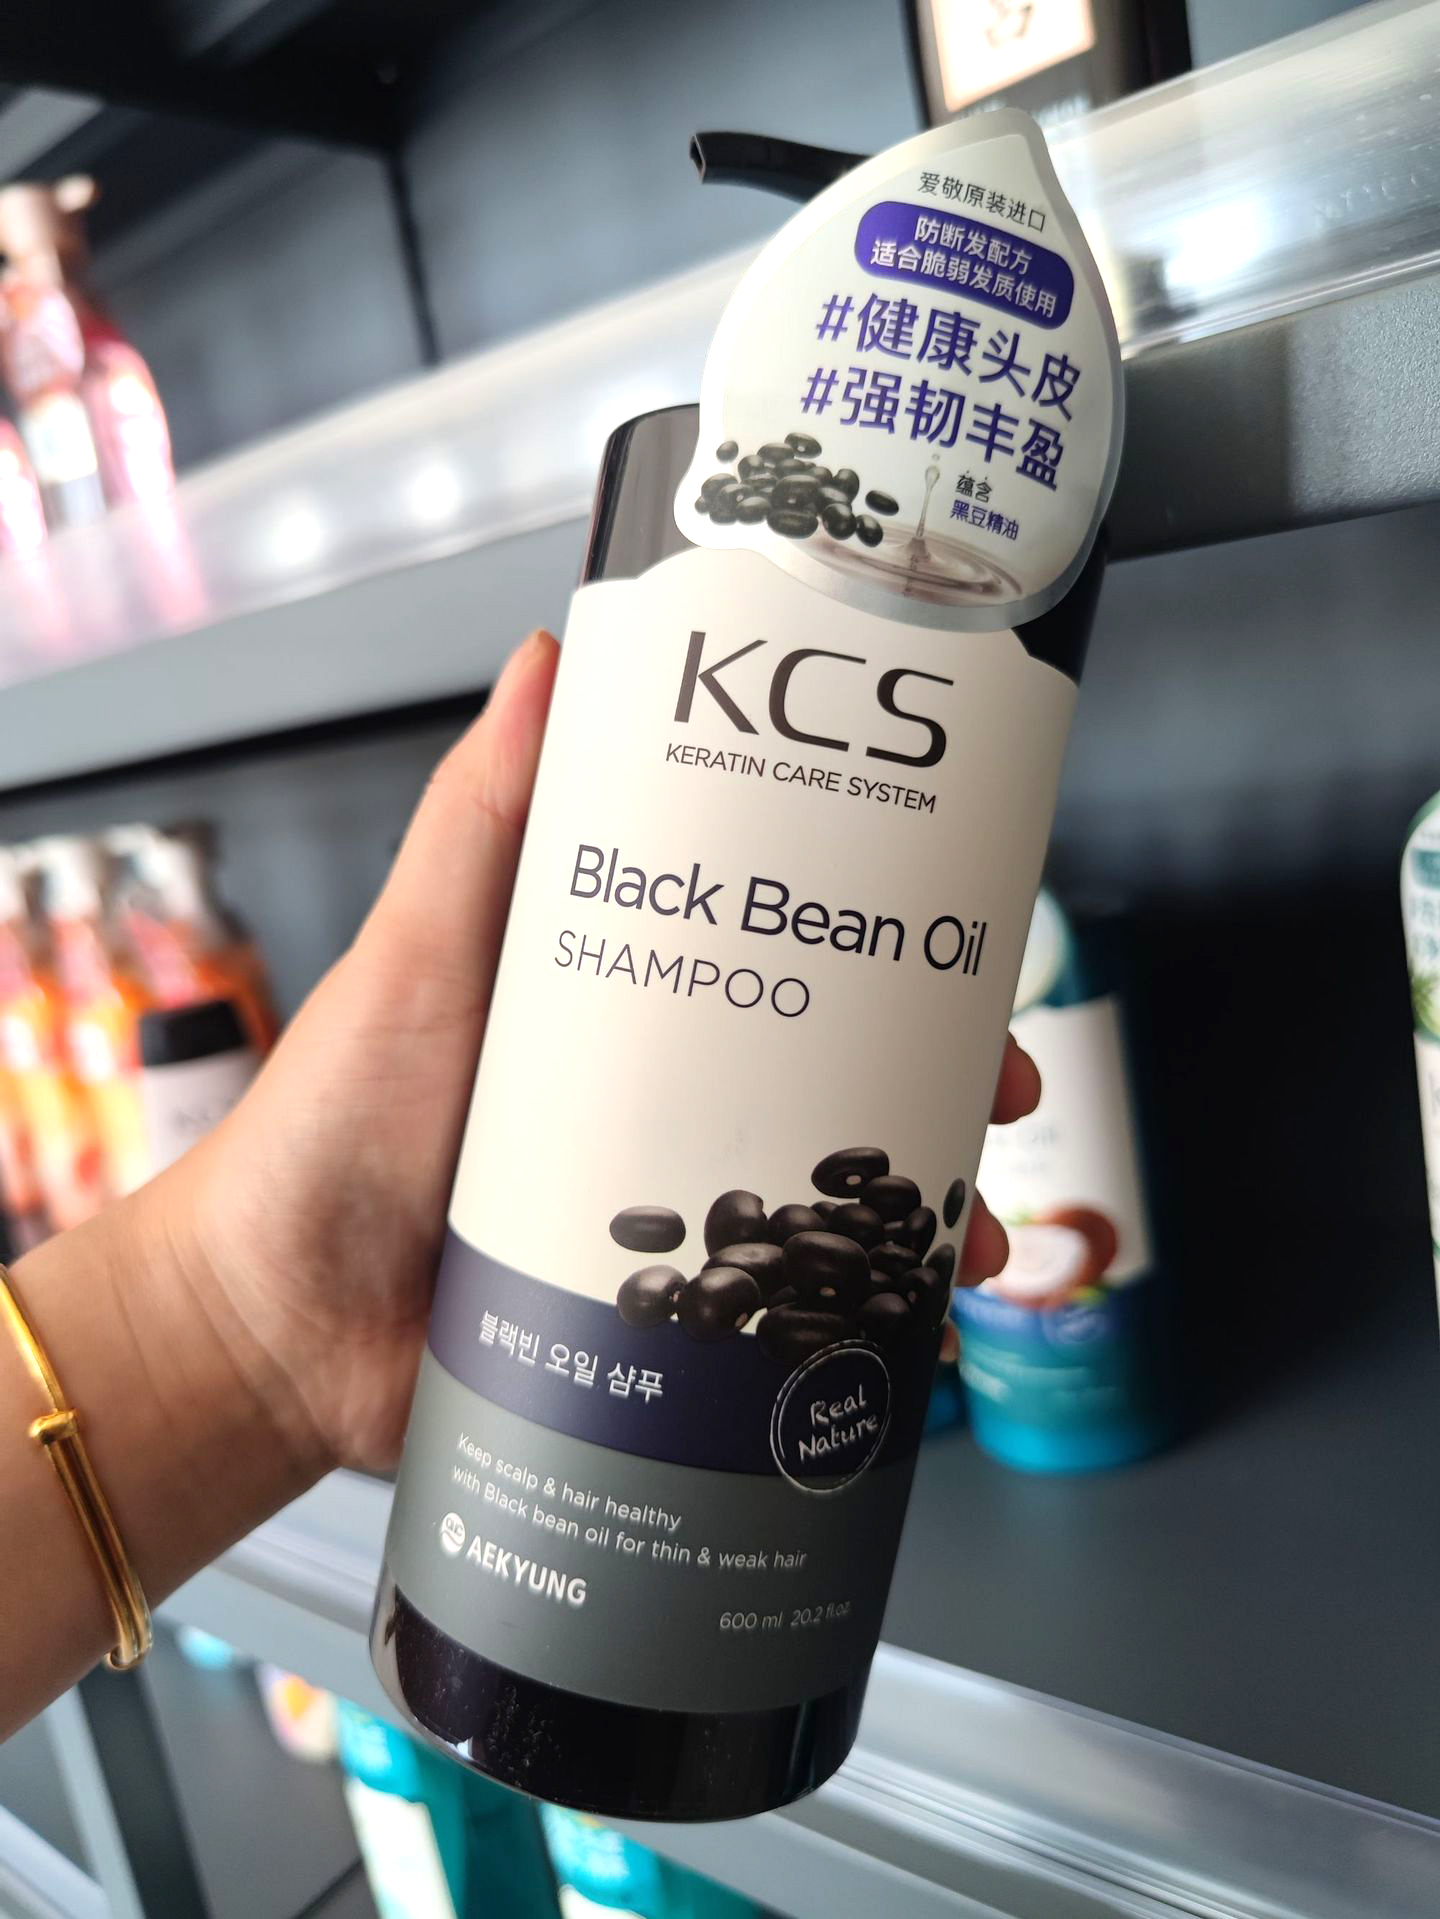 爱敬原装进口
防断发配方
适合脆弱发质使用
#健康头皮
#强韧丰盈
蕴含
黑豆精油
KCS
KERATIN CARE SYSTEM
Black Bean Oil
SHAMPOO
블랙빈 오일 샴푸
Real
Nature
Keep scalp & hair healthy
with Black bean oil for thin & weak hair
AEKYUNG
600 ml 20.2 fl.oz.